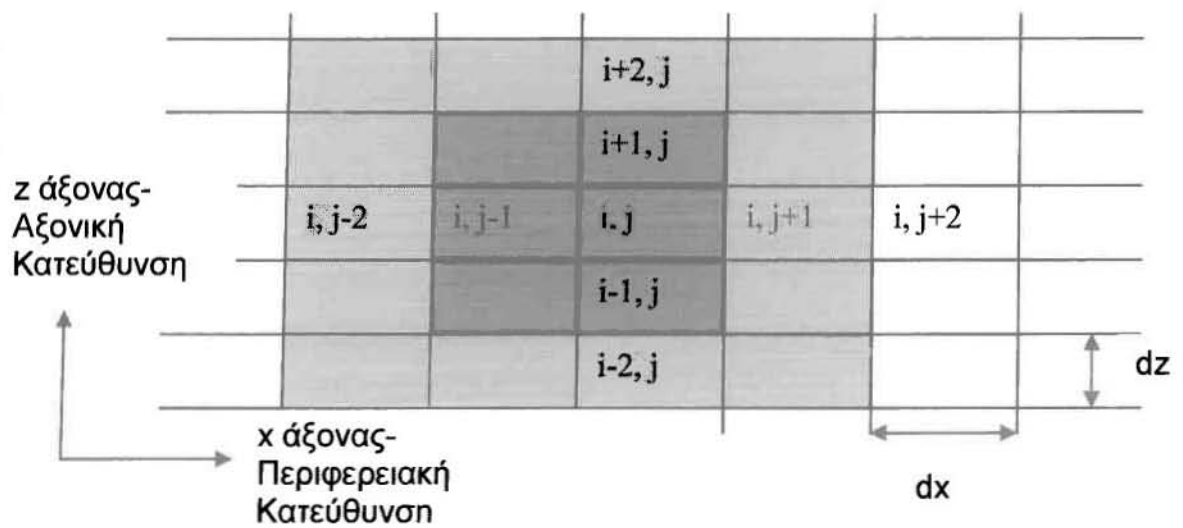 i+2, j
i+1, j
z άξονας-
Αξονική
Κατεύθυνση
i, j-2
i, j-1
i, j
i, j+1
i, j+2
i-1, j
i-2, j
dz
x άξονας-
Περιφερειακή
Κατεύθυνση
dx